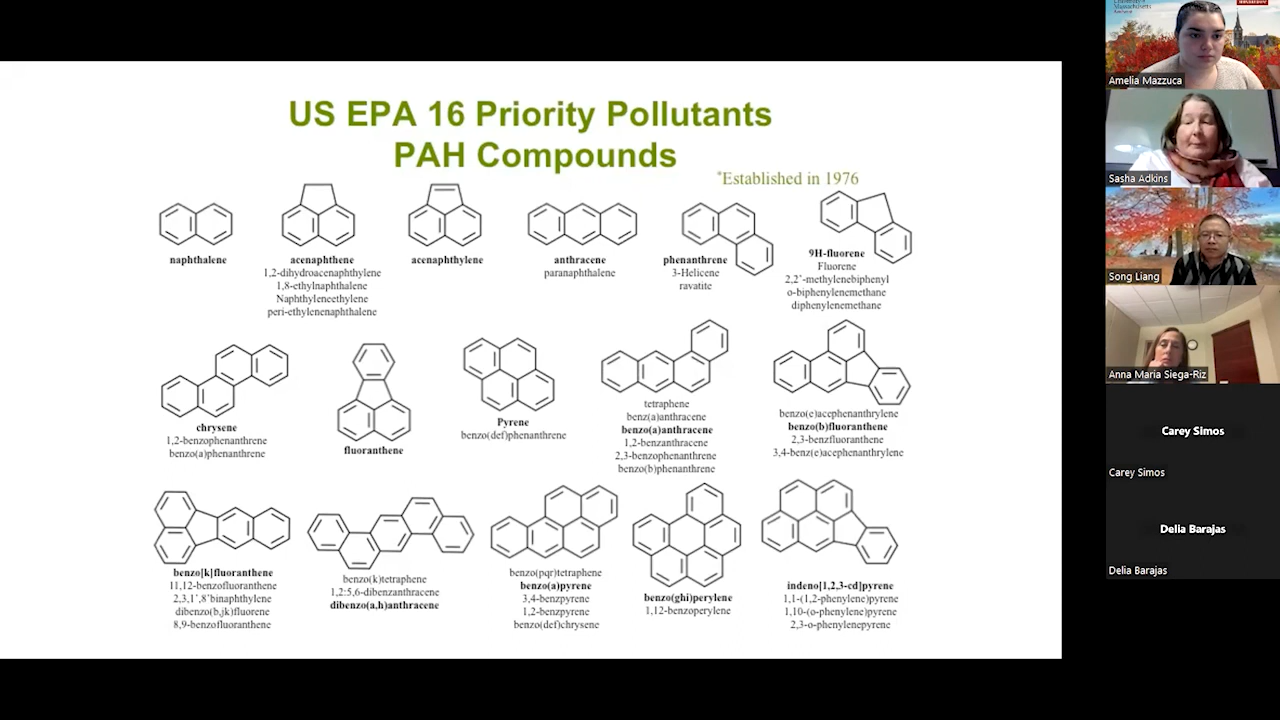 US EPA 16 Priority Pollutants
PAH Compounds
*Established in 1976
naphthalene
acenaphthene
1,2-dihydroacenaphthylene
1,8-ethylnaphthalene
Naphthyleneethylene
peri-ethylenenaphthalene
acenaphthylene
anthracene
paranaphthalene
phenanthrene
3-Helicene
ravatite
9H-fluorene
Fluorene
2,2’-methylenebiphenyl
o-biphenylenemethane
diphenylenemethane
chrysene
1,2-benzophenanthrene
benzo(a)phenanthrene
fluoranthene
Pyrene
benzo(def)phenanthrene
tetraphene
benz(a)anthracene
benzo(a)anthracene
1,2-benzanthracene
2,3-benzophenanthrene
benzo(b)phenanthrene
benzo(e)acephenanthrylene
benzo(b)fluoranthene
2,3-benzfluoranthene
3,4-benz(e)acephenanthrylene
benzo[k]fluoranthene
11,12-benzofluoranthene
2,3,1’,8’binaphthylene
dibenzo(b,jk)fluorene
8,9-benzofluoranthene
benzo(k)tetraphene
1,2:5,6-dibenzanthracene
dibenzo(a,h)anthracene
benzo(pqr)tetraphene
benzo(a)pyrene
3,4-benzpyrene
1,2-benzpyrene
benzo(def)chrysene
benzo(ghi)perylene
1,12-benzoperylene
indeno[1,2,3-cd]pyrene
1,1-(1,2-phenylene)pyrene
1,10-(o-phenylene)pyrene
2,3-o-phenylenepyrene
Massachusetts
Amelia Mazzuca
Sasha Adkins
Song Liang
Anna Maria Siega-Riz
Carey Simos
Carey Simos
Delia Barajas
Delia Barajas